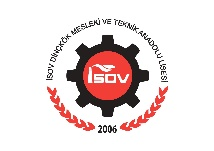 İSOV DİNÇKÖK MESLEKİ VE TEKNİK ANADOLU LİSESİ
İSOV
2006